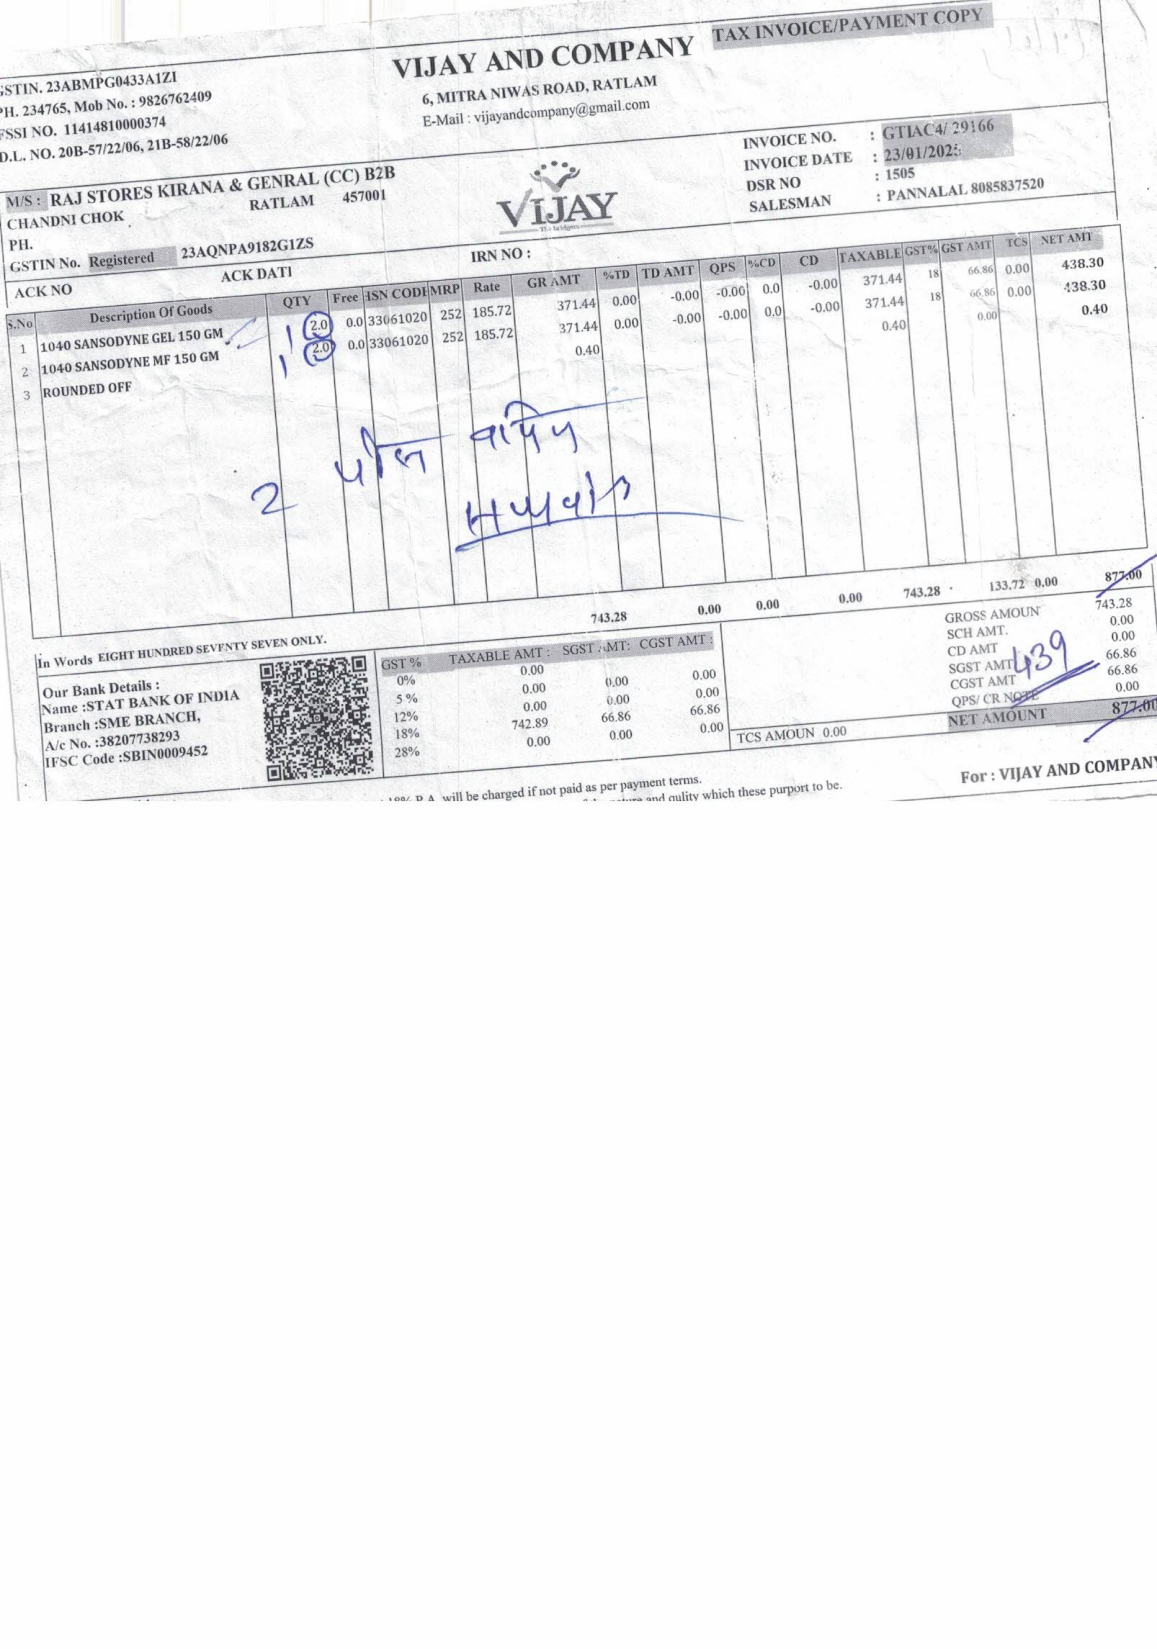 TAX INVOICE/PAYMENT COPY
GSTIN. 23ABMPG0433A1ZI
PH. 234765, Mob No. : 9826762409
FSSI NO. 11414810000374
D.L. NO. 20B-57/22/06, 21B-58/22/06
VIJAY AND COMPANY
6, MITRA NIWAS ROAD, RATLAM
E-Mail : vijayandcompany@gmail.com
M/S : RAJ STORES KIRANA & GENRAL (CC) B2B
CHANDNI CHOK RATLAM 457001
PH.
GSTIN No. Registered 23AQNPA9182G1ZS
VIJAY
INVOICE NO. : GTIAC4/ 29166
INVOICE DATE : 23/01/2025
DSR NO : 1505
SALESMAN : PANNALAL 8085837520
ACK NO ACK DATI IRN NO :
S.No Description Of Goods QTY Free ISN CODE MRP Rate GR AMT %TD TD AMT QPS %CD CD TAXABLE GST% GST AMT TCS NET AMT
1 1040 SANSODYNE GEL 150 GM 1 2.0 0.0 33061020 252 185.72 371.44 0.00 -0.00 -0.00 0.0 -0.00 371.44 18 66.86 0.00 438.30
2 1040 SANSODYNE MF 150 GM 1 2.0 0.0 33061020 252 185.72 371.44 0.00 -0.00 -0.00 0.0 -0.00 371.44 18 66.86 0.00 438.30
3 ROUNDED OFF 0.40 0.40 0.00 0.40
2 पीस वापिस
743.28 0.00 0.00 0.00 743.28 133.72 0.00 877.00
In Words EIGHT HUNDRED SEVENTY SEVEN ONLY.
Our Bank Details :
Name :STAT BANK OF INDIA
Branch :SME BRANCH,
A/c No. :38207738293
IFSC Code :SBIN0009452
GST % TAXABLE AMT : SGST AMT: CGST AMT :
0% 0.00
5 % 0.00 0.00 0.00
12% 0.00 0.00 0.00
18% 742.89 66.86 66.86
28% 0.00 0.00 0.00
TCS AMOUN 0.00
GROSS AMOUN 743.28
SCH AMT. 0.00
CD AMT 0.00
SGST AMT 66.86
CGST AMT 66.86
QPS/ CR NOTE 0.00
439
NET AMOUNT 877.00
For : VIJAY AND COMPANY
18% P.A. will be charged if not paid as per payment terms.
and qulity which these purport to be.